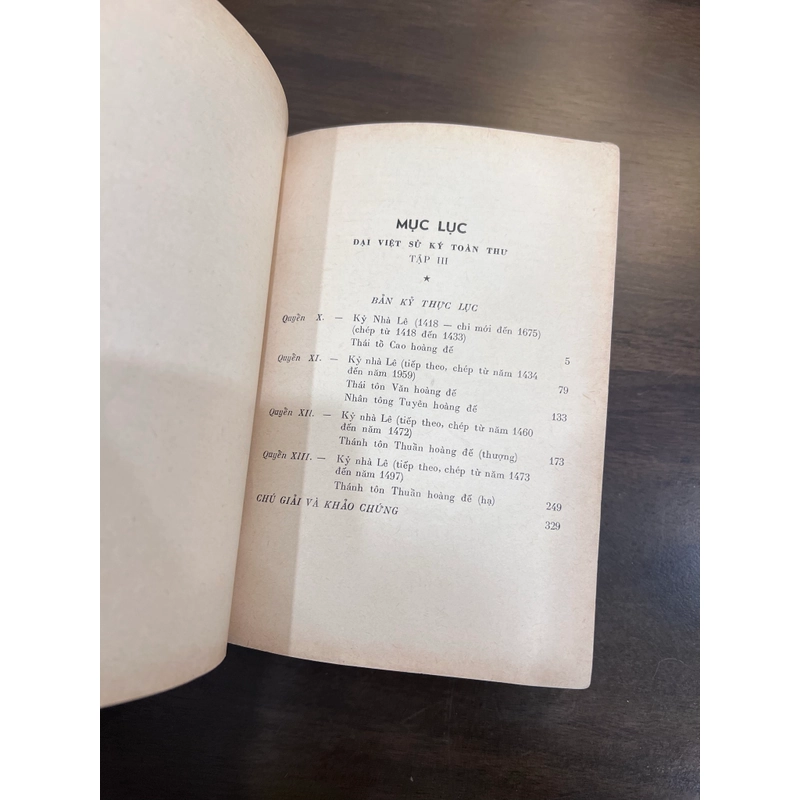 MỤC LỤC
ĐẠI VIỆT SỬ KÝ TOÀN THƯ
TẬP III
★
BẢN KỶ THỰC LỤC
Quyển X. — Kỷ Nhà Lê (1418 — chỉ mới đến 1675)
(chép từ 1418 đến 1433)
Thái tổ Cao hoàng đế 5
Quyển XI. — Kỷ nhà Lê (tiếp theo, chép từ năm 1434
đến năm 1959)
Thái tôn Văn hoàng đế 79
Nhân tông Tuyên hoàng đế 133
Quyển XII. — Kỷ nhà Lê (tiếp theo, chép từ năm 1460
đến năm 1472)
Thánh tôn Thuần hoàng đế (thượng) 173
Quyển XIII. — Kỷ nhà Lê (tiếp theo, chép từ năm 1473
đến năm 1497)
Thánh tôn Thuần hoàng đế (hạ) 249
CHÚ GIẢI VÀ KHẢO CHỨNG 329